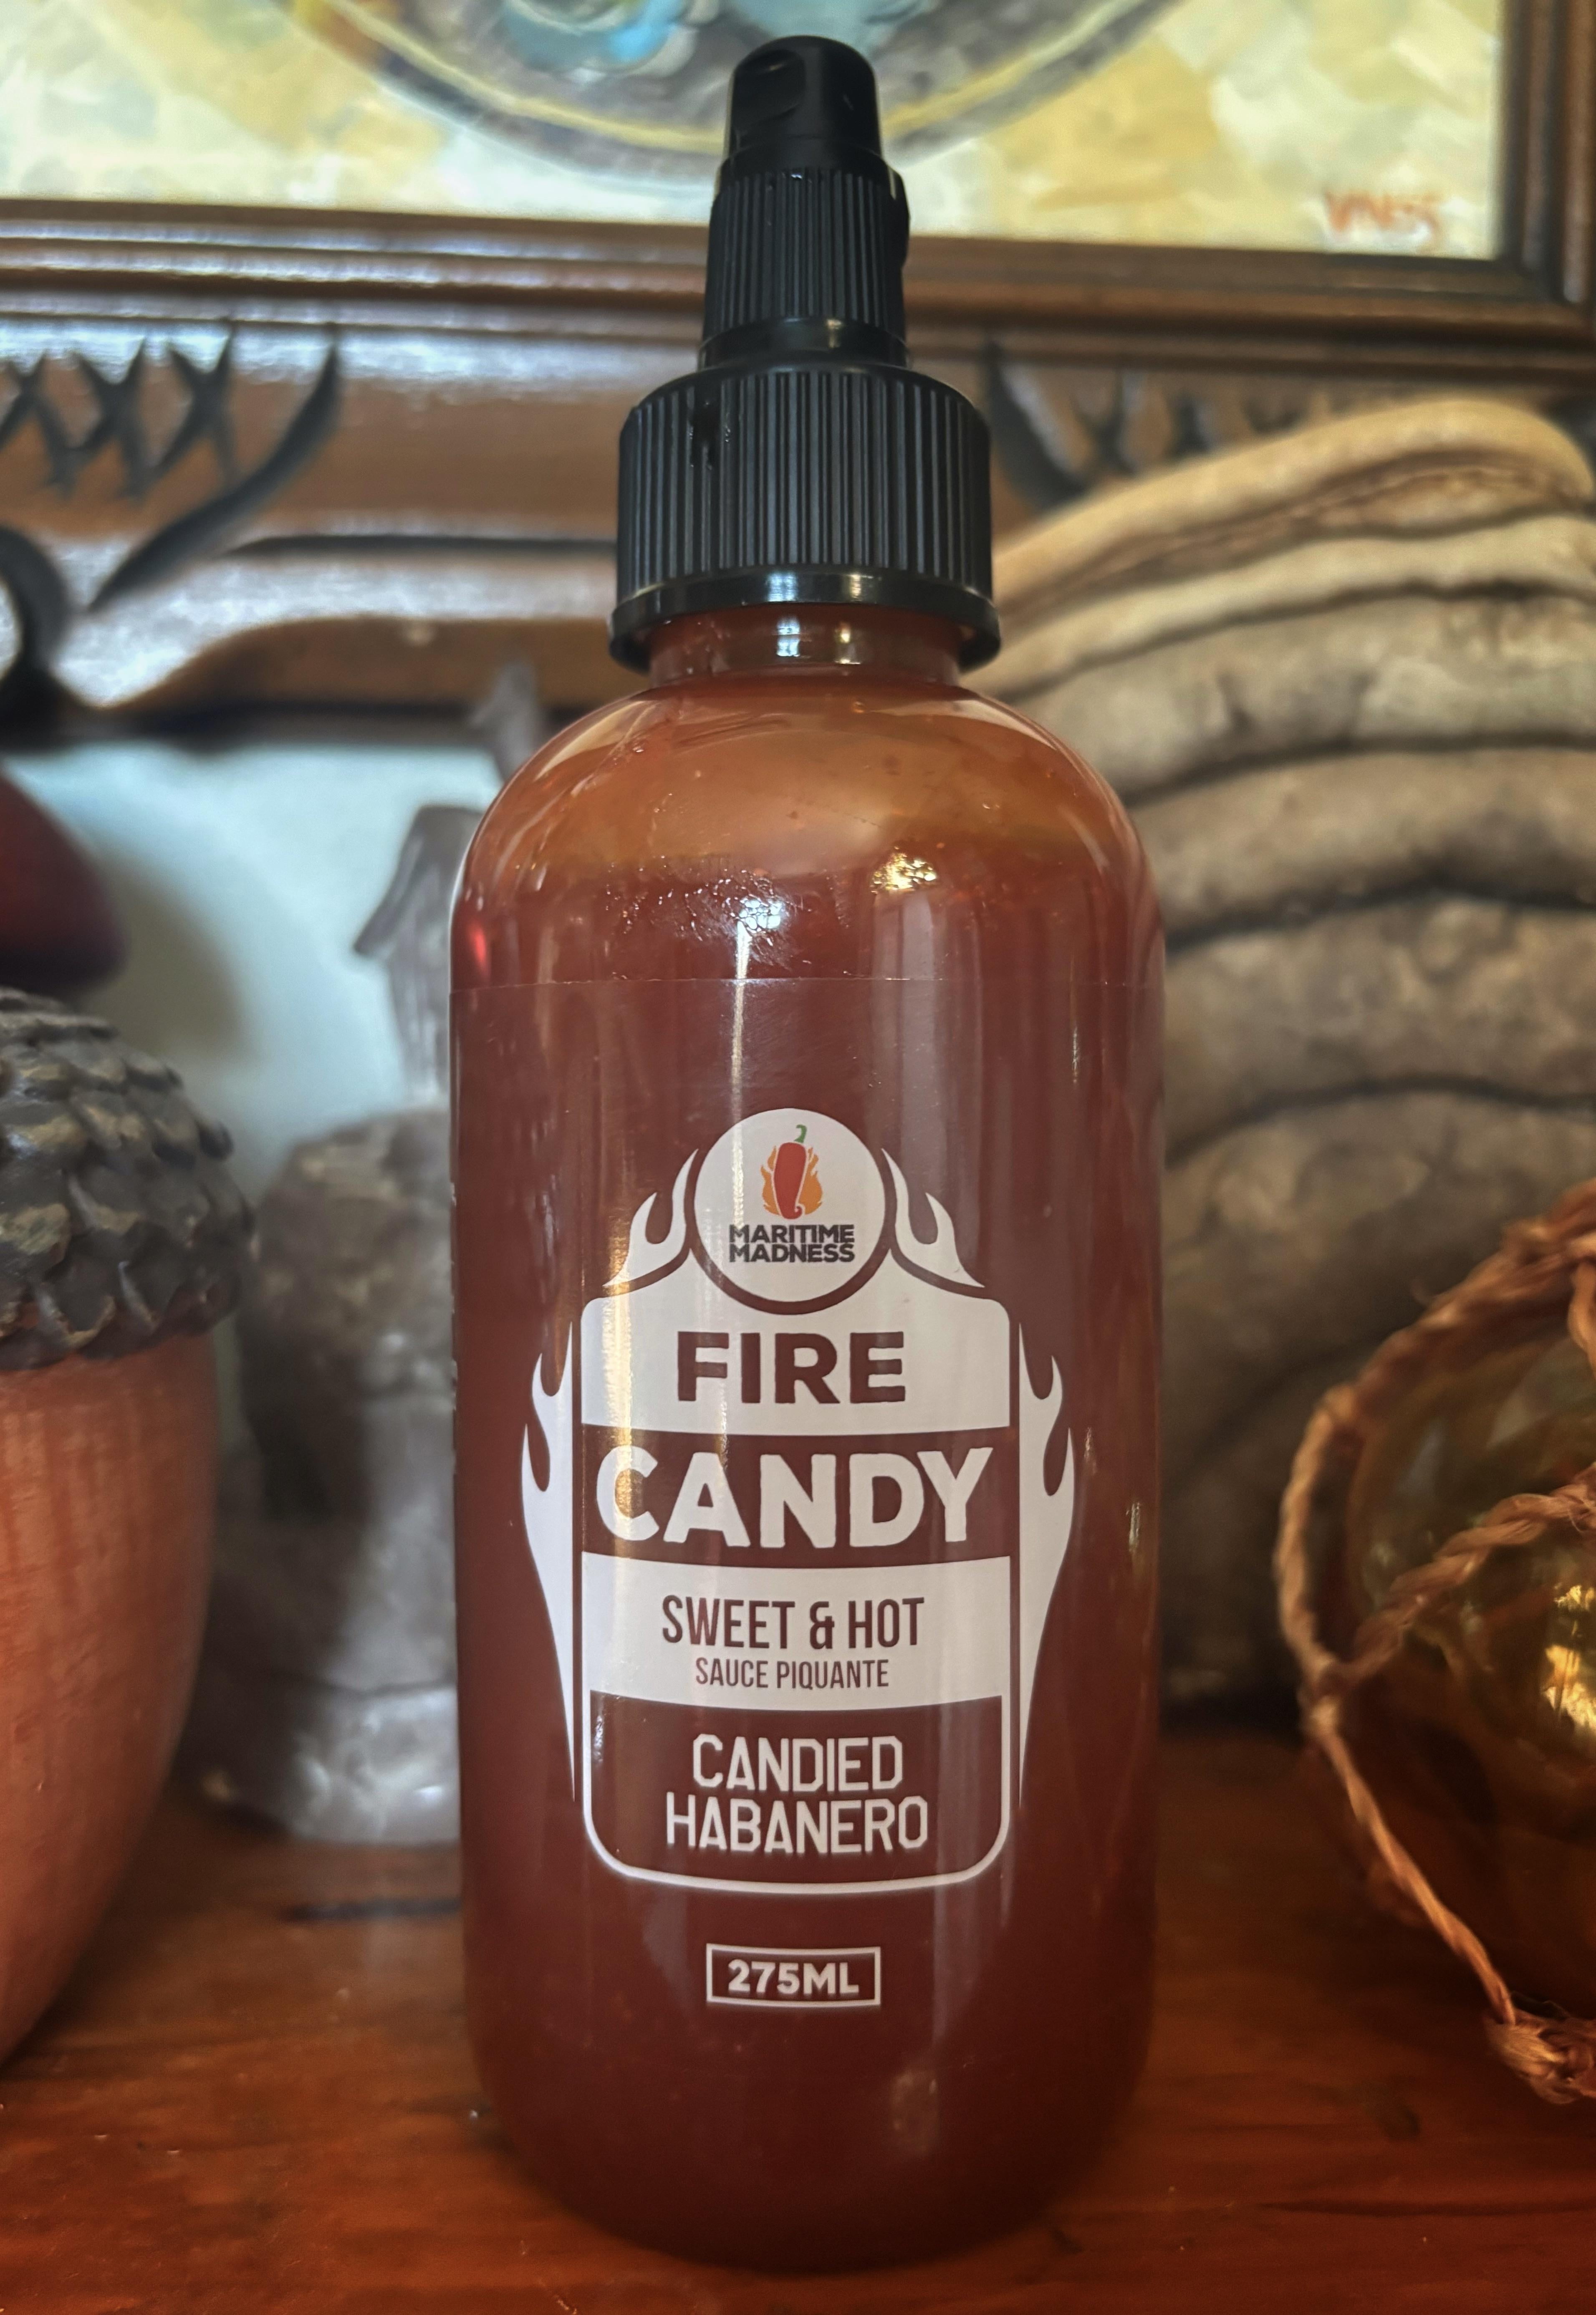 MARITIME
MADNESS
FIRE
CANDY
SWEET & HOT
SAUCE PIQUANTE
CANDIED
HABANERO
275ML